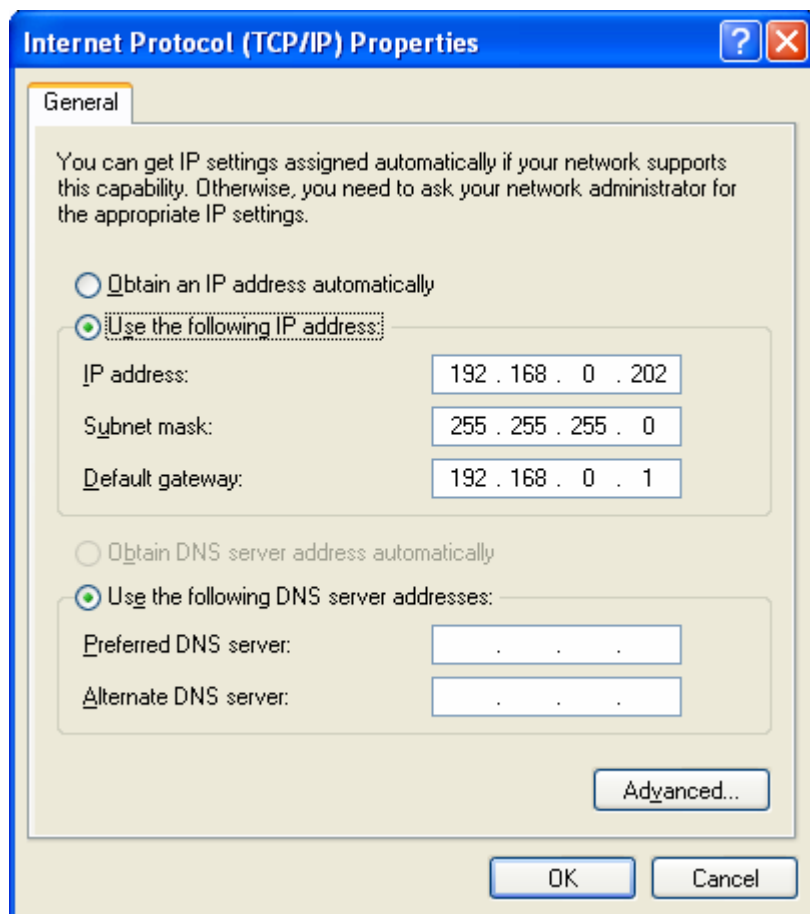 Internet Protocol (TCP/IP) Properties
?
General
You can get IP settings assigned automatically if your network supports
this capability. Otherwise, you need to ask your network administrator for
the appropriate IP settings.
Obtain an IP address automatically
Use the following IP address:
IP address: 192 . 168 . 0 . 202
Subnet mask: 255 . 255 . 255 . 0
Default gateway: 192 . 168 . 0 . 1
Obtain DNS server address automatically
Use the following DNS server addresses:
Preferred DNS server: . . .
Alternate DNS server: . . .
Advanced...
OK Cancel